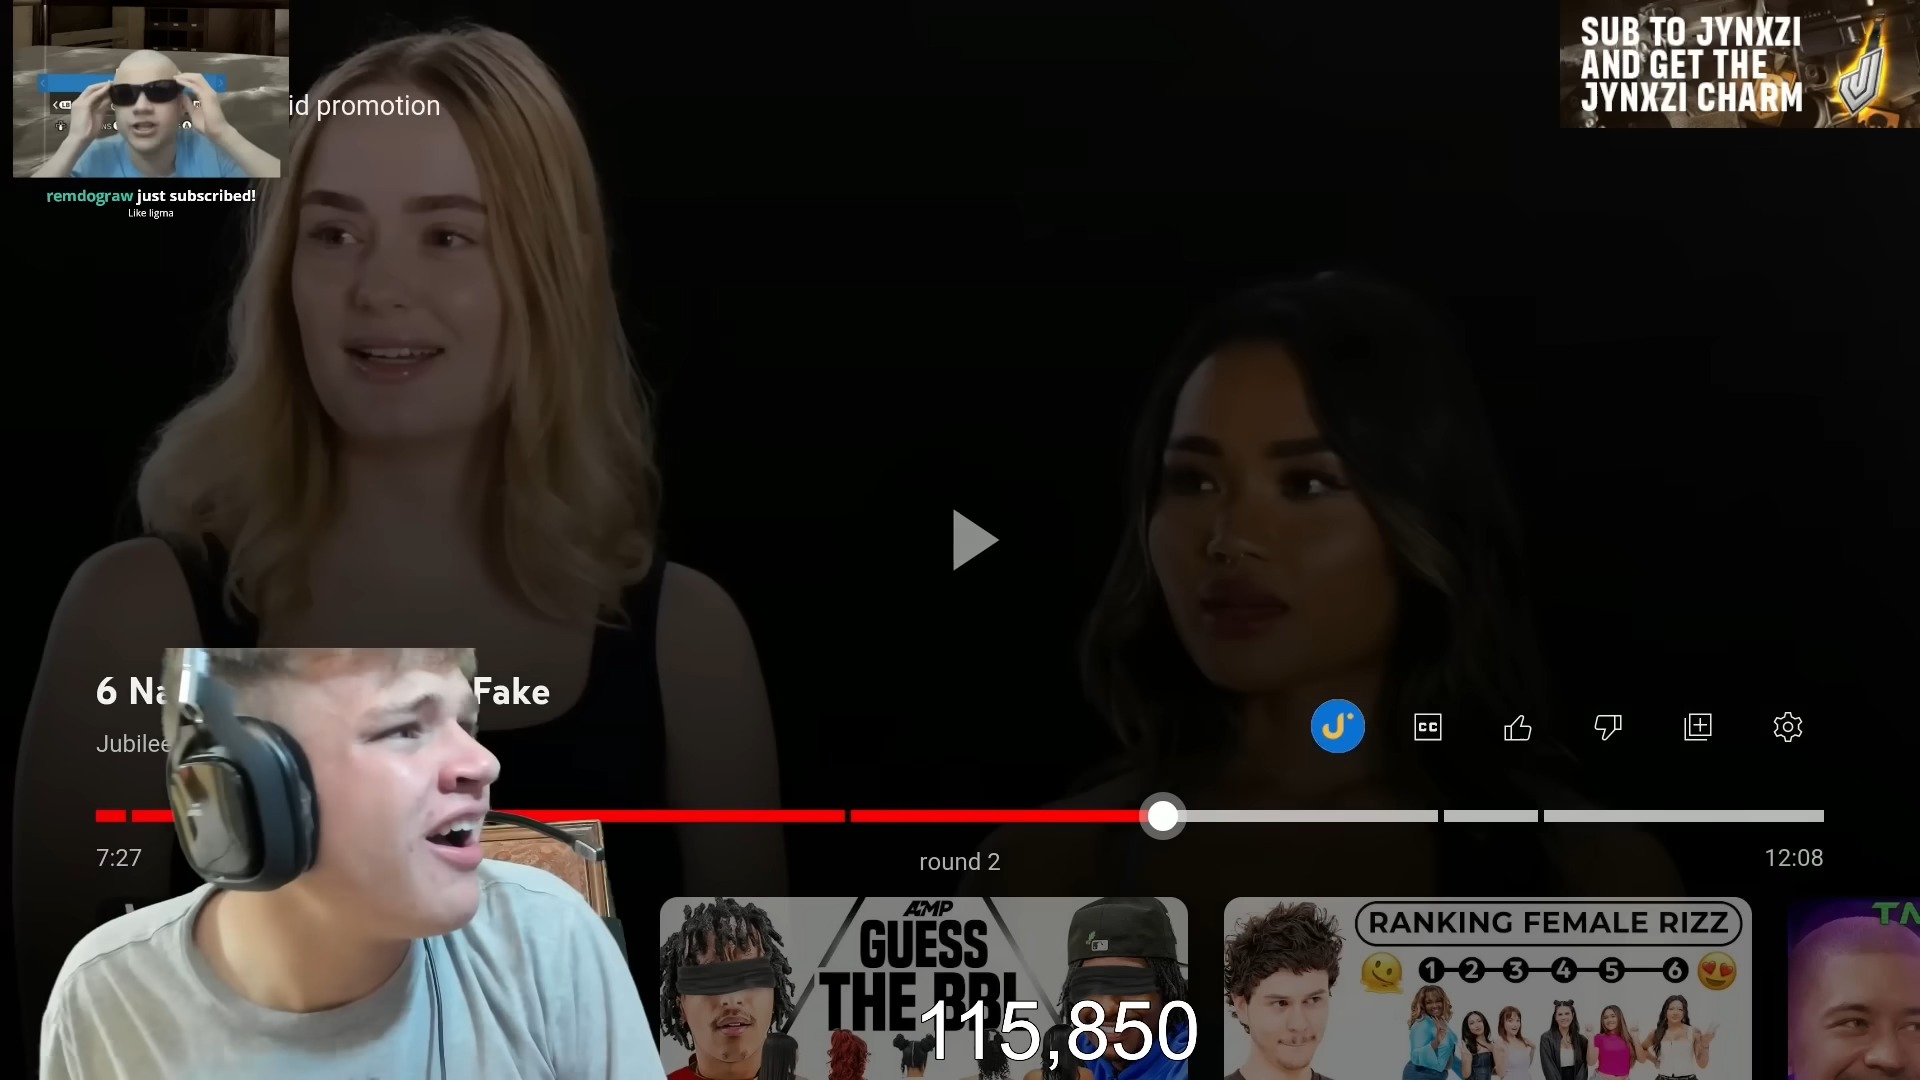 SUB TO JYNXZI
AND GET THE
JYNXZI CHARM
id promotion
remdograw just subscribed!
Like ligma
6 Na Fake
Jubilee
7:27
round 2
12:08
AMP
GUESS
THE BBL
115,850
RANKING FEMALE RIZZ
1 2 3 4 5 6